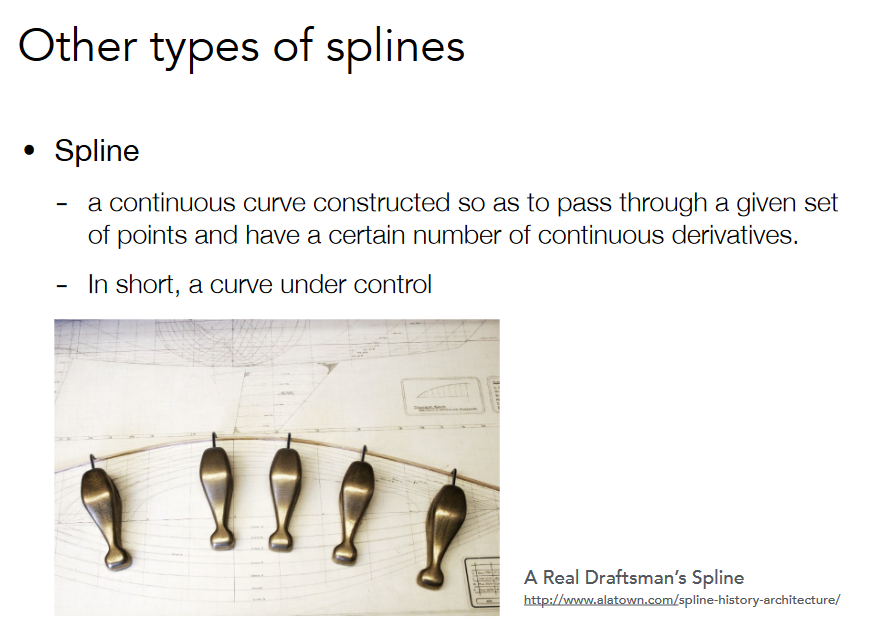 Other types of splines
• Spline
– a continuous curve constructed so as to pass through a given set
of points and have a certain number of continuous derivatives.
– In short, a curve under control
A Real Draftsman’s Spline
http://www.alatown.com/spline-history-architecture/